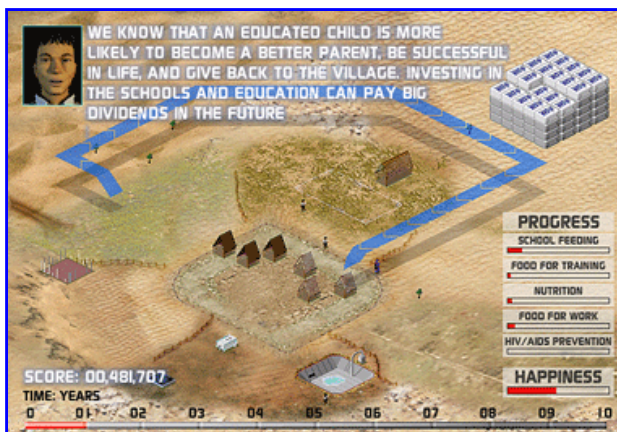 WE KNOW THAT AN EDUCATED CHILD IS MORE
LIKELY TO BECOME A BETTER PARENT, BE SUCCESSFUL
IN LIFE, AND GIVE BACK TO THE VILLAGE. INVESTING IN
THE SCHOOLS AND EDUCATION CAN PAY BIG
DIVIDENDS IN THE FUTURE
PROGRESS
SCHOOL FEEDING
FOOD FOR TRAINING
NUTRITION
FOOD FOR WORK
HIV/AIDS PREVENTION
HAPPINESS
SCORE: 00,481,707
TIME: YEARS
0 01 02 03 04 05 06 07 08 09 10